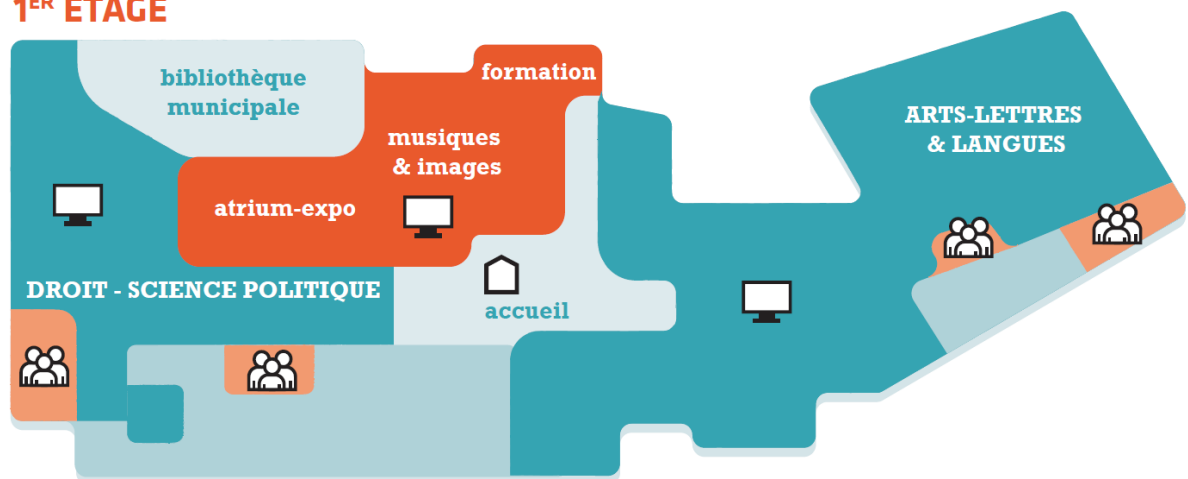 1ER ÉTAGE
bibliothèque
municipale
formation
musiques
& images
atrium-expo
ARTS-LETTRES
& LANGUES
DROIT - SCIENCE POLITIQUE
accueil